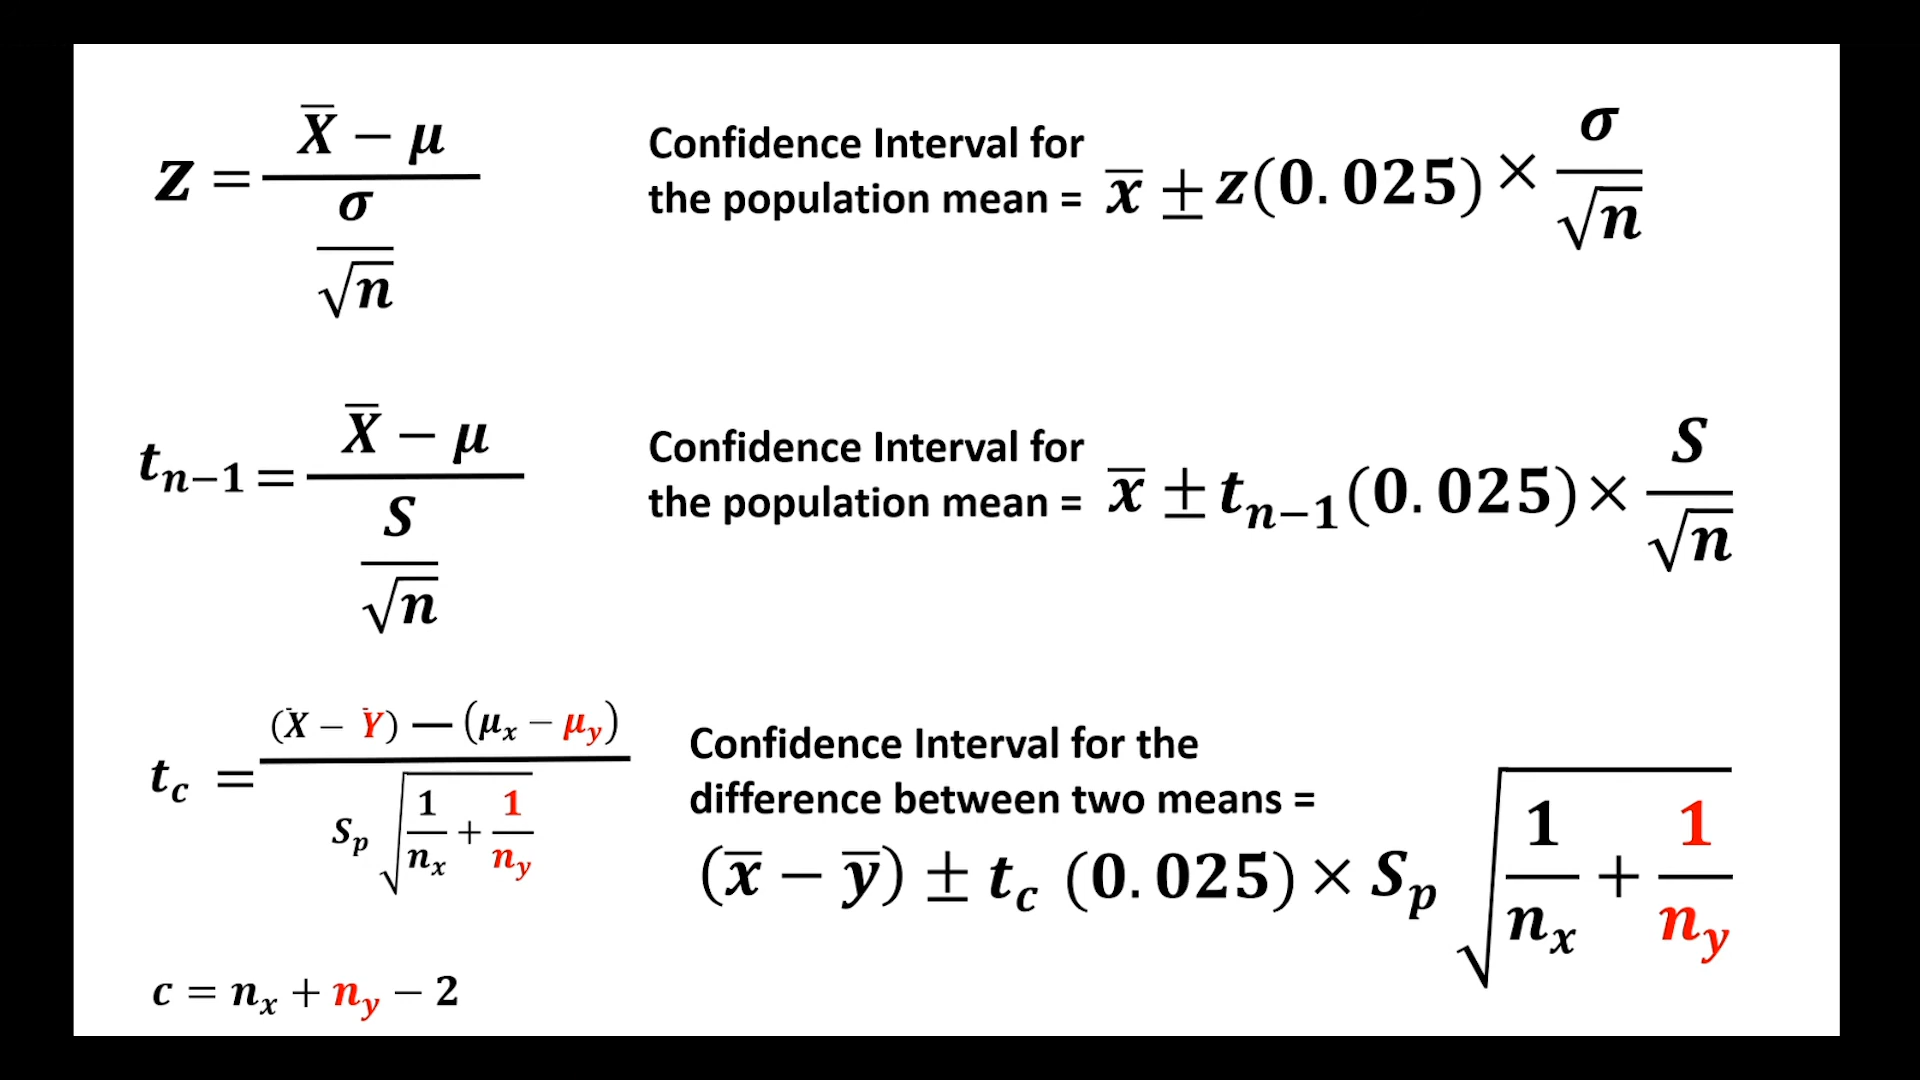 z = (X̄ − μ) / (σ / √n)
Confidence Interval for
the population mean = x̄ ± z(0.025) × σ / √n
tₙ₋₁ = (X̄ − μ) / (S / √n)
Confidence Interval for
the population mean = x̄ ± tₙ₋₁(0.025) × S / √n
t_c = ((X̄ − Ȳ) − (μ_x − μ_y)) / (S_p √(1/n_x + 1/n_y))
Confidence Interval for the
difference between two means =
(x̄ − ȳ) ± t_c (0.025) × S_p √(1/n_x + 1/n_y)
c = n_x + n_y − 2